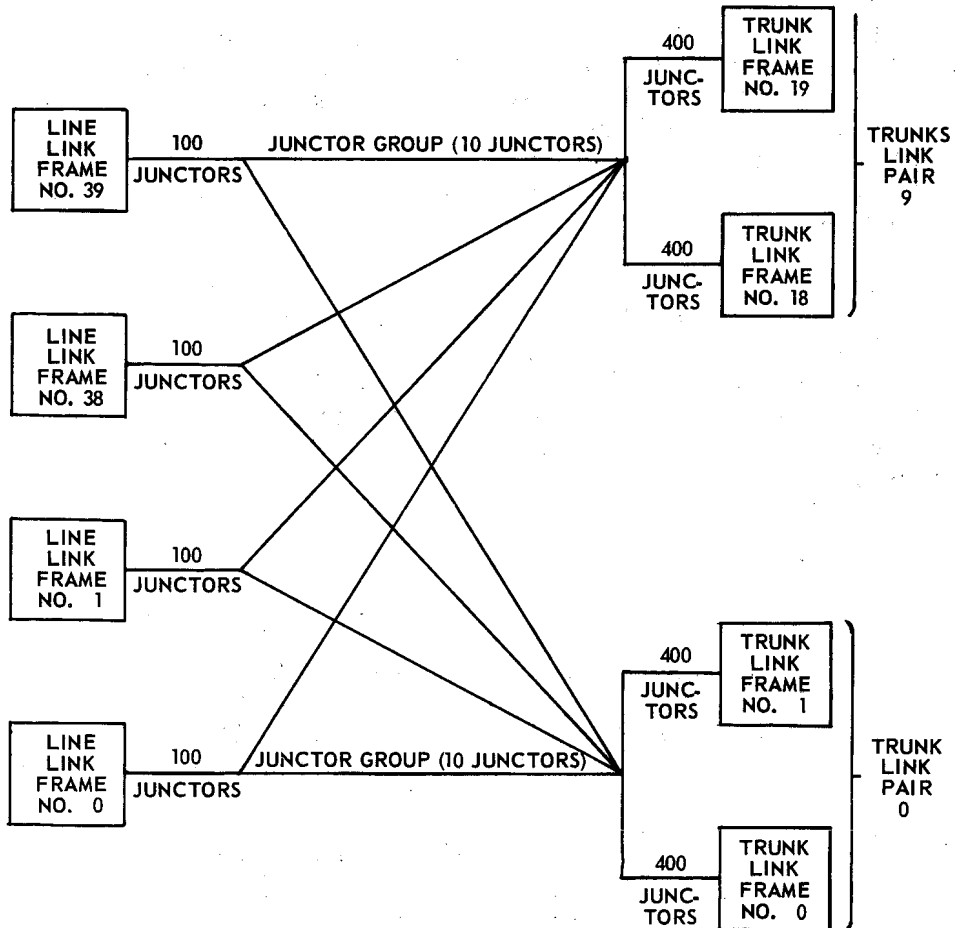 TRUNK
LINK
FRAME
NO. 19
400
JUNC-
TORS
LINE
LINK
FRAME
NO. 39
100
JUNCTORS
JUNCTOR GROUP (10 JUNCTORS)
TRUNKS
LINK
PAIR
9
400
JUNC-
TORS
TRUNK
LINK
FRAME
NO. 18
LINE
LINK
FRAME
NO. 38
100
JUNCTORS
LINE
LINK
FRAME
NO. 1
100
JUNCTORS
400
JUNC-
TORS
TRUNK
LINK
FRAME
NO. 1
LINE
LINK
FRAME
NO. 0
100
JUNCTORS
JUNCTOR GROUP (10 JUNCTORS)
TRUNK
LINK
PAIR
0
400
JUNC-
TORS
TRUNK
LINK
FRAME
NO. 0